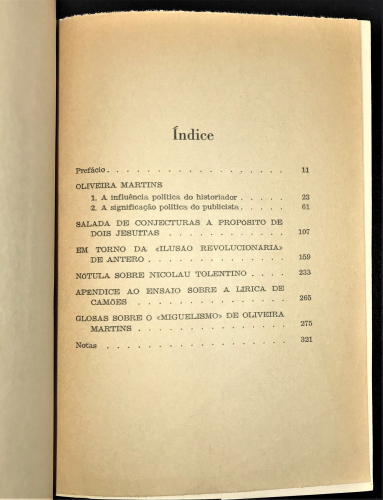 Índice
Prefácio . . . . . . . . . . . . . . . 11
OLIVEIRA MARTINS
1. A influência política do historiador . . . . . 23
2. A significação política do publicista . . . . . 61
SALADA DE CONJECTURAS A PROPÓSITO DE
DOIS JESUÍTAS . . . . . . . . . . . 107
EM TORNO DA «ILUSÃO REVOLUCIONÁRIA»
DE ANTERO . . . . . . . . . . . . 159
NÓTULA SOBRE NICOLAU TOLENTINO . . . . 233
APÊNDICE AO ENSAIO SOBRE A LÍRICA DE
CAMÕES . . . . . . . . . . . . . 265
GLOSAS SOBRE O «MIGUELISMO» DE OLIVEIRA
MARTINS . . . . . . . . . . . . . 275
Notas . . . . . . . . . . . . . . . 321